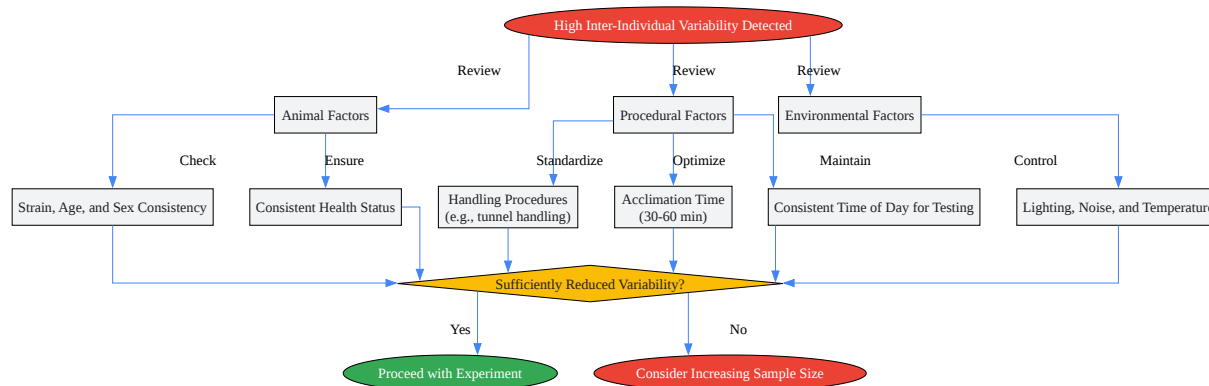 High Inter-Individual Variability Detected
Review
Review
Review
Animal Factors
Procedural Factors
Environmental Factors
Check
Ensure
Standardize
Optimize
Maintain
Control
Strain, Age, and Sex Consistency
Consistent Health Status
Handling Procedures
(e.g., tunnel handling)
Acclimation Time
(30-60 min)
Consistent Time of Day for Testing
Lighting, Noise, and Temperature
Sufficiently Reduced Variability?
Yes
No
Proceed with Experiment
Consider Increasing Sample Size